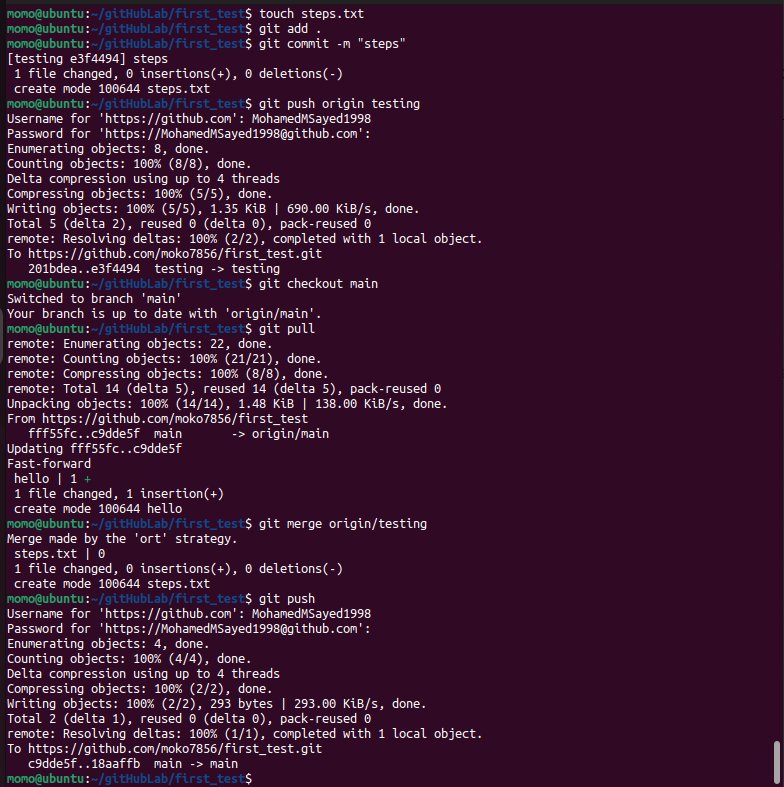 momo@ubuntu:~/gitHubLab/first_test$ touch steps.txt
momo@ubuntu:~/gitHubLab/first_test$ git add .
momo@ubuntu:~/gitHubLab/first_test$ git commit -m "steps"
[testing e3f4494] steps
 1 file changed, 0 insertions(+), 0 deletions(-)
 create mode 100644 steps.txt
momo@ubuntu:~/gitHubLab/first_test$ git push origin testing
Username for 'https://github.com': MohamedMSayed1998
Password for 'https://MohamedMSayed1998@github.com':
Enumerating objects: 8, done.
Counting objects: 100% (8/8), done.
Delta compression using up to 4 threads
Compressing objects: 100% (5/5), done.
Writing objects: 100% (5/5), 1.35 KiB | 690.00 KiB/s, done.
Total 5 (delta 2), reused 0 (delta 0), pack-reused 0
remote: Resolving deltas: 100% (2/2), completed with 1 local object.
To https://github.com/moko7856/first_test.git
   201bdea..e3f4494  testing -> testing
momo@ubuntu:~/gitHubLab/first_test$ git checkout main
Switched to branch 'main'
Your branch is up to date with 'origin/main'.
momo@ubuntu:~/gitHubLab/first_test$ git pull
remote: Enumerating objects: 22, done.
remote: Counting objects: 100% (21/21), done.
remote: Compressing objects: 100% (8/8), done.
remote: Total 14 (delta 5), reused 14 (delta 5), pack-reused 0
Unpacking objects: 100% (14/14), 1.48 KiB | 138.00 KiB/s, done.
From https://github.com/moko7856/first_test
   fff55fc..c9dde5f  main       -> origin/main
Updating fff55fc..c9dde5f
Fast-forward
 hello | 1 +
 1 file changed, 1 insertion(+)
 create mode 100644 hello
momo@ubuntu:~/gitHubLab/first_test$ git merge origin/testing
Merge made by the 'ort' strategy.
 steps.txt | 0
 1 file changed, 0 insertions(+), 0 deletions(-)
 create mode 100644 steps.txt
momo@ubuntu:~/gitHubLab/first_test$ git push
Username for 'https://github.com': MohamedMSayed1998
Password for 'https://MohamedMSayed1998@github.com':
Enumerating objects: 4, done.
Counting objects: 100% (4/4), done.
Delta compression using up to 4 threads
Compressing objects: 100% (2/2), done.
Writing objects: 100% (2/2), 293 bytes | 293.00 KiB/s, done.
Total 2 (delta 1), reused 0 (delta 0), pack-reused 0
remote: Resolving deltas: 100% (1/1), completed with 1 local object.
To https://github.com/moko7856/first_test.git
   c9dde5f..18aaffb  main -> main
momo@ubuntu:~/gitHubLab/first_test$